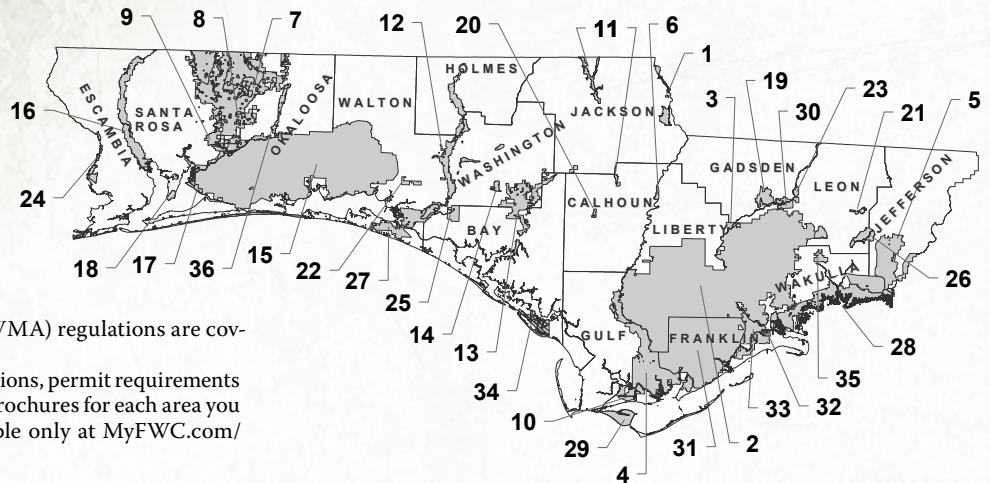 9
8
7
12
20
11
6
1
19
3
30
23
21
5
16
24
18
17
36
15
22
27
25
14
13
34
10
29
4
31
2
33
32
35
28
26
ESCAMBIA
SANTA
ROSA
OKALOOSA
WALTON
HOLMES
WASHINGTON
JACKSON
BAY
CALHOUN
GULF
LIBERTY
GADSDEN
FRANKLIN
LEON
WAKULLA
JEFFERSON
VMA) regulations are cov-
ions, permit requirements
rochures for each area you
ble only at MyFWC.com/